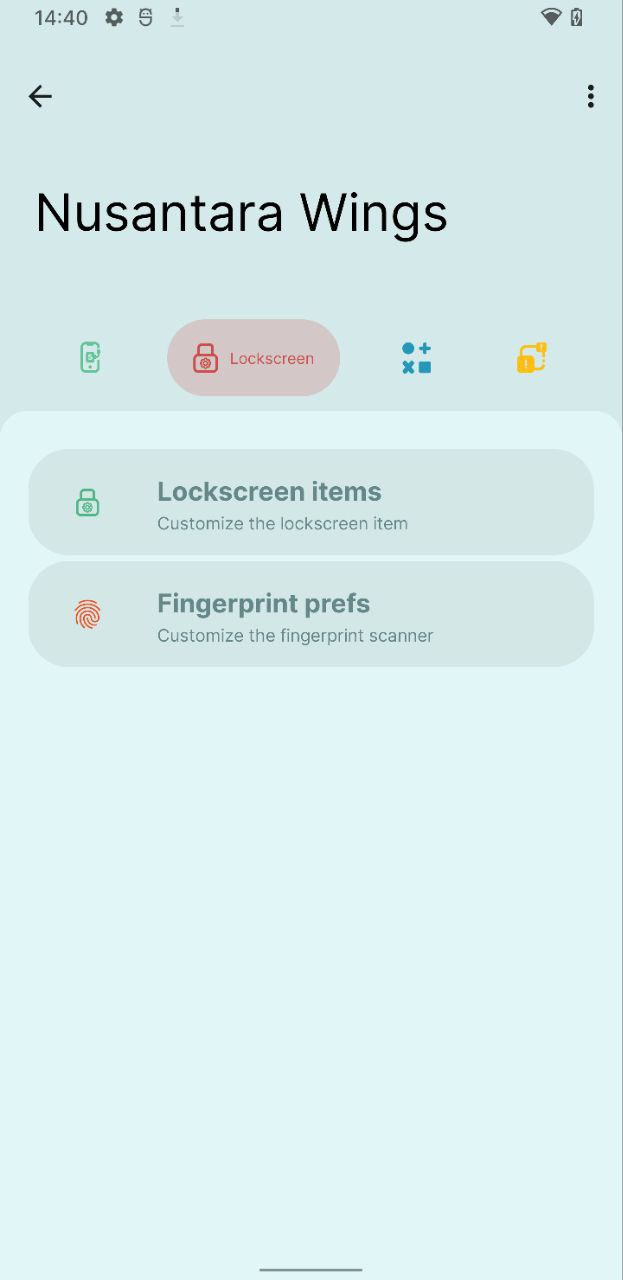 14:40
Nusantara Wings
Lockscreen
Lockscreen items
Customize the lockscreen item
Fingerprint prefs
Customize the fingerprint scanner